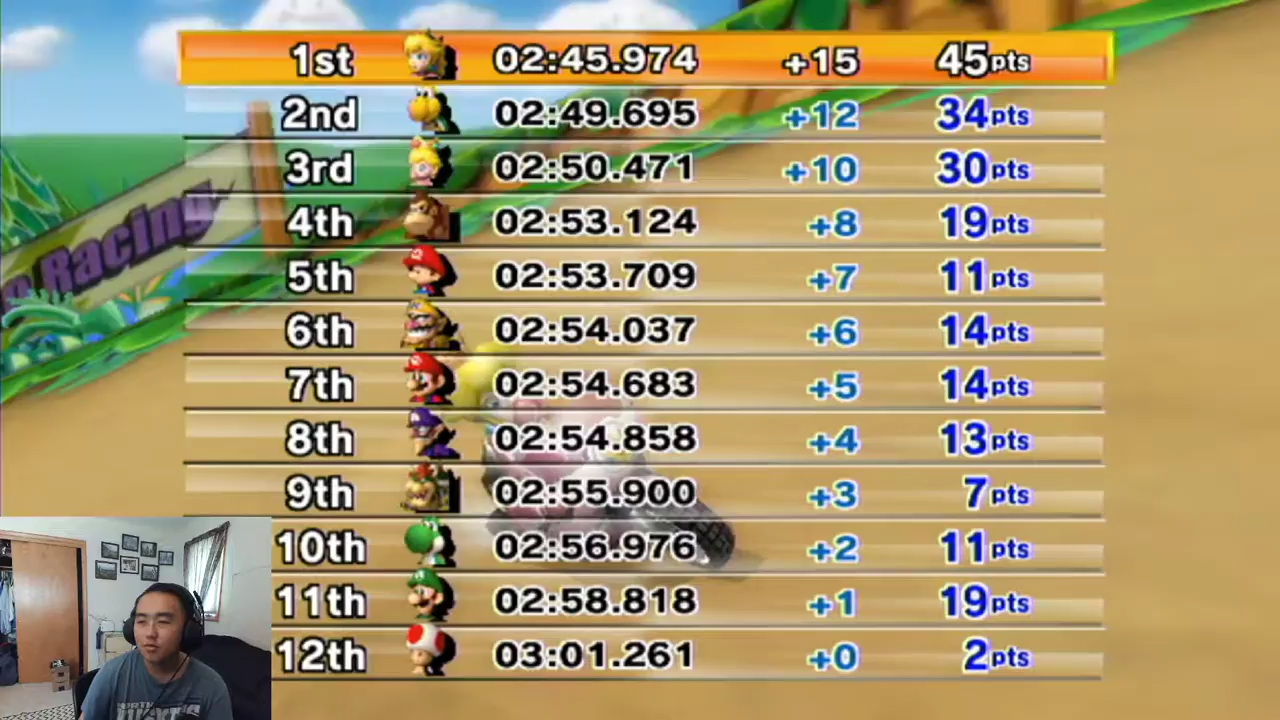 1st 02:45.974 +15 45pts
2nd 02:49.695 +12 34pts
3rd 02:50.471 +10 30pts
4th 02:53.124 +8 19pts
5th 02:53.709 +7 11pts
6th 02:54.037 +6 14pts
7th 02:54.683 +5 14pts
8th 02:54.858 +4 13pts
9th 02:55.900 +3 7pts
10th 02:56.976 +2 11pts
11th 02:58.818 +1 19pts
12th 03:01.261 +0 2pts
Racing